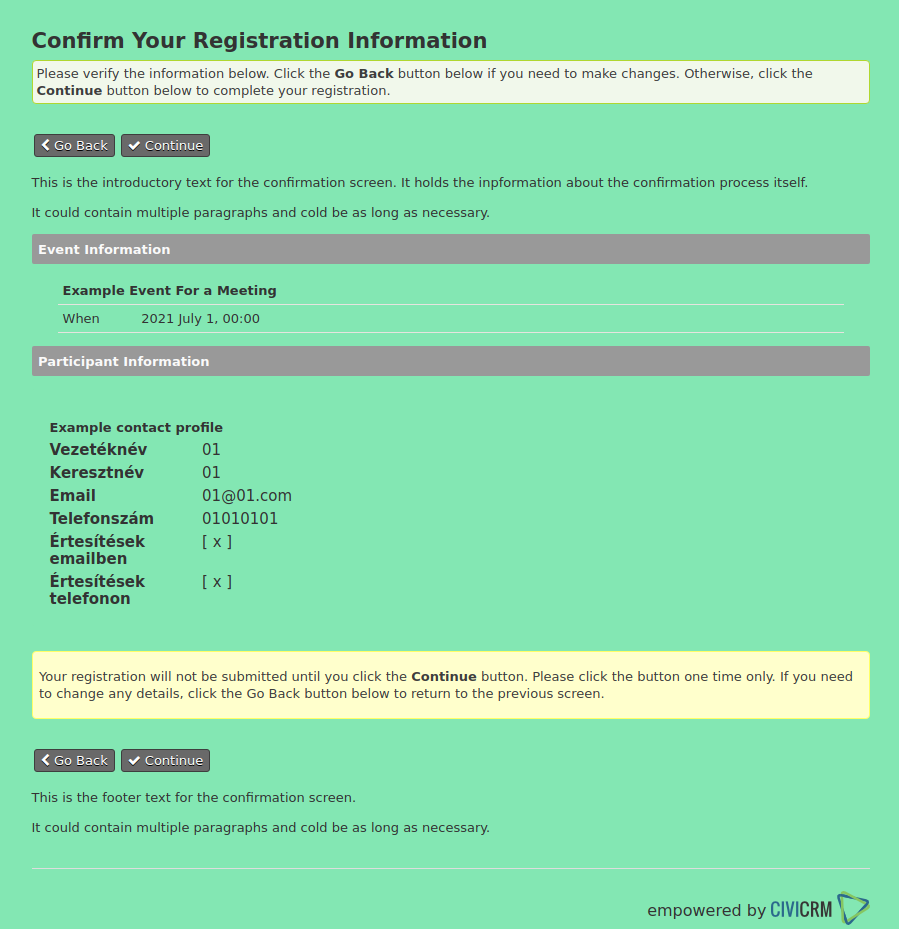 Confirm Your Registration Information
Please verify the information below. Click the Go Back button below if you need to make changes. Otherwise, click the
Continue button below to complete your registration.
Go Back Continue
This is the introductory text for the confirmation screen. It holds the inpformation about the confirmation process itself.
It could contain multiple paragraphs and cold be as long as necessary.
Event Information
Example Event For a Meeting
When 2021 July 1, 00:00
Participant Information
Example contact profile
Vezetéknév 01
Keresztnév 01
Email 01@01.com
Telefonszám 01010101
Értesítések [ x ]
emailben
Értesítések [ x ]
telefonon
Your registration will not be submitted until you click the Continue button. Please click the button one time only. If you need
to change any details, click the Go Back button below to return to the previous screen.
Go Back Continue
This is the footer text for the confirmation screen.
It could contain multiple paragraphs and cold be as long as necessary.
empowered by CIVICRM